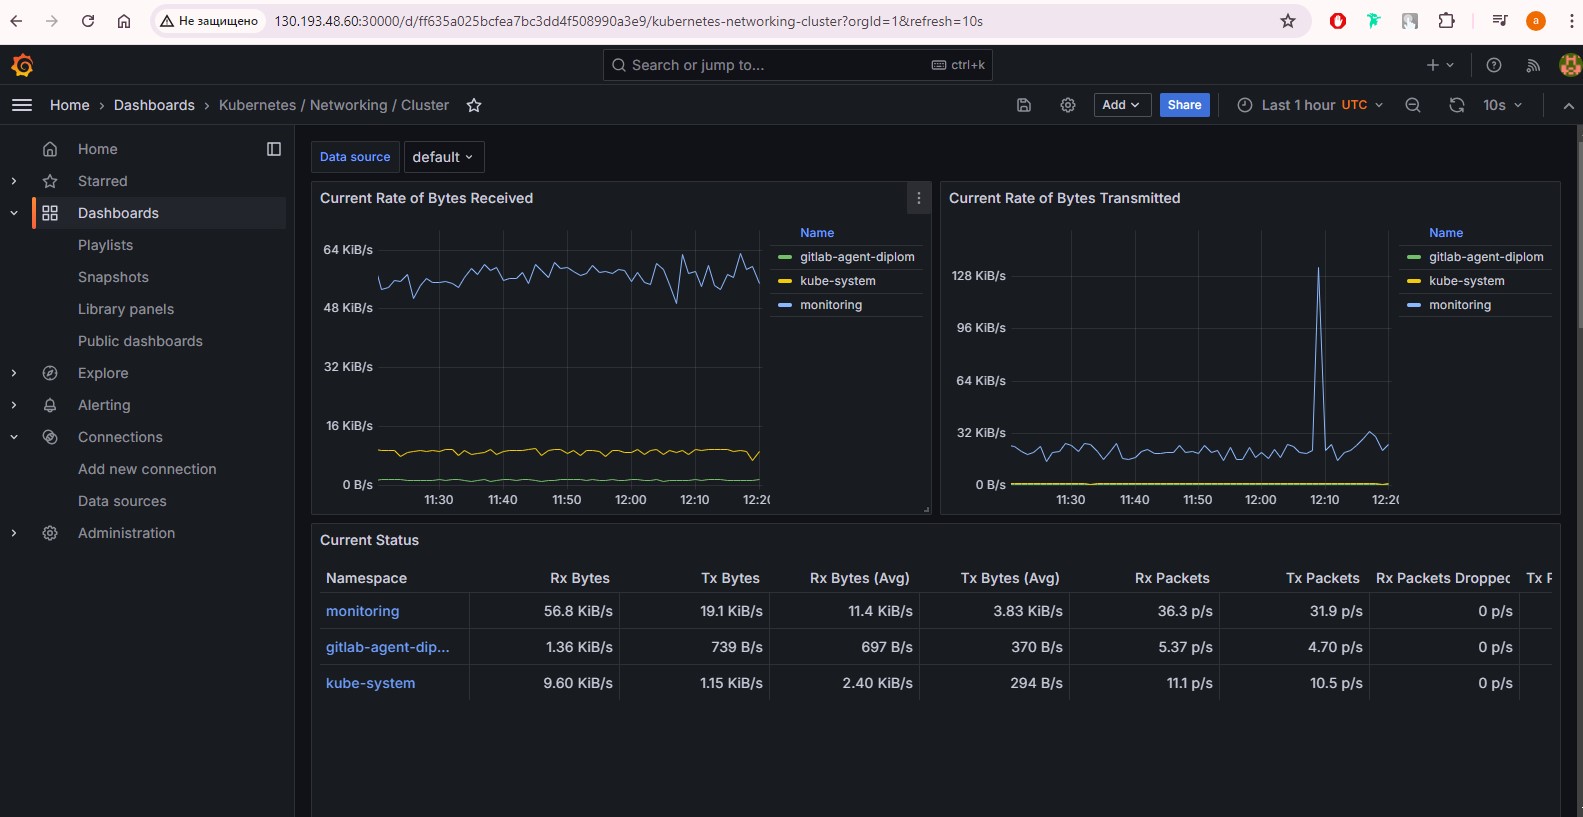 Не защищено 130.193.48.60:30000/d/ff635a025bcfea7bc3dd4f508990a3e9/kubernetes-networking-cluster?orgId=1&refresh=10s
a
Search or jump to... ctrl+k
Home Dashboards Kubernetes / Networking / Cluster Add Share Last 1 hour UTC 10s
Home
Starred
Dashboards
Playlists
Snapshots
Library panels
Public dashboards
Explore
Alerting
Connections
Add new connection
Data sources
Administration
Data source default
Current Rate of Bytes Received
64 KiB/s
48 KiB/s
32 KiB/s
16 KiB/s
0 B/s
11:30 11:40 11:50 12:00 12:10 12:20
Name
gitlab-agent-diplom
kube-system
monitoring
Current Rate of Bytes Transmitted
128 KiB/s
96 KiB/s
64 KiB/s
32 KiB/s
0 B/s
11:30 11:40 11:50 12:00 12:10 12:20
Name
gitlab-agent-diplom
kube-system
monitoring
Current Status
Namespace Rx Bytes Tx Bytes Rx Bytes (Avg) Tx Bytes (Avg) Rx Packets Tx Packets Rx Packets Dropped Tx P
monitoring 56.8 KiB/s 19.1 KiB/s 11.4 KiB/s 3.83 KiB/s 36.3 p/s 31.9 p/s 0 p/s
gitlab-agent-dip... 1.36 KiB/s 739 B/s 697 B/s 370 B/s 5.37 p/s 4.70 p/s 0 p/s
kube-system 9.60 KiB/s 1.15 KiB/s 2.40 KiB/s 294 B/s 11.1 p/s 10.5 p/s 0 p/s